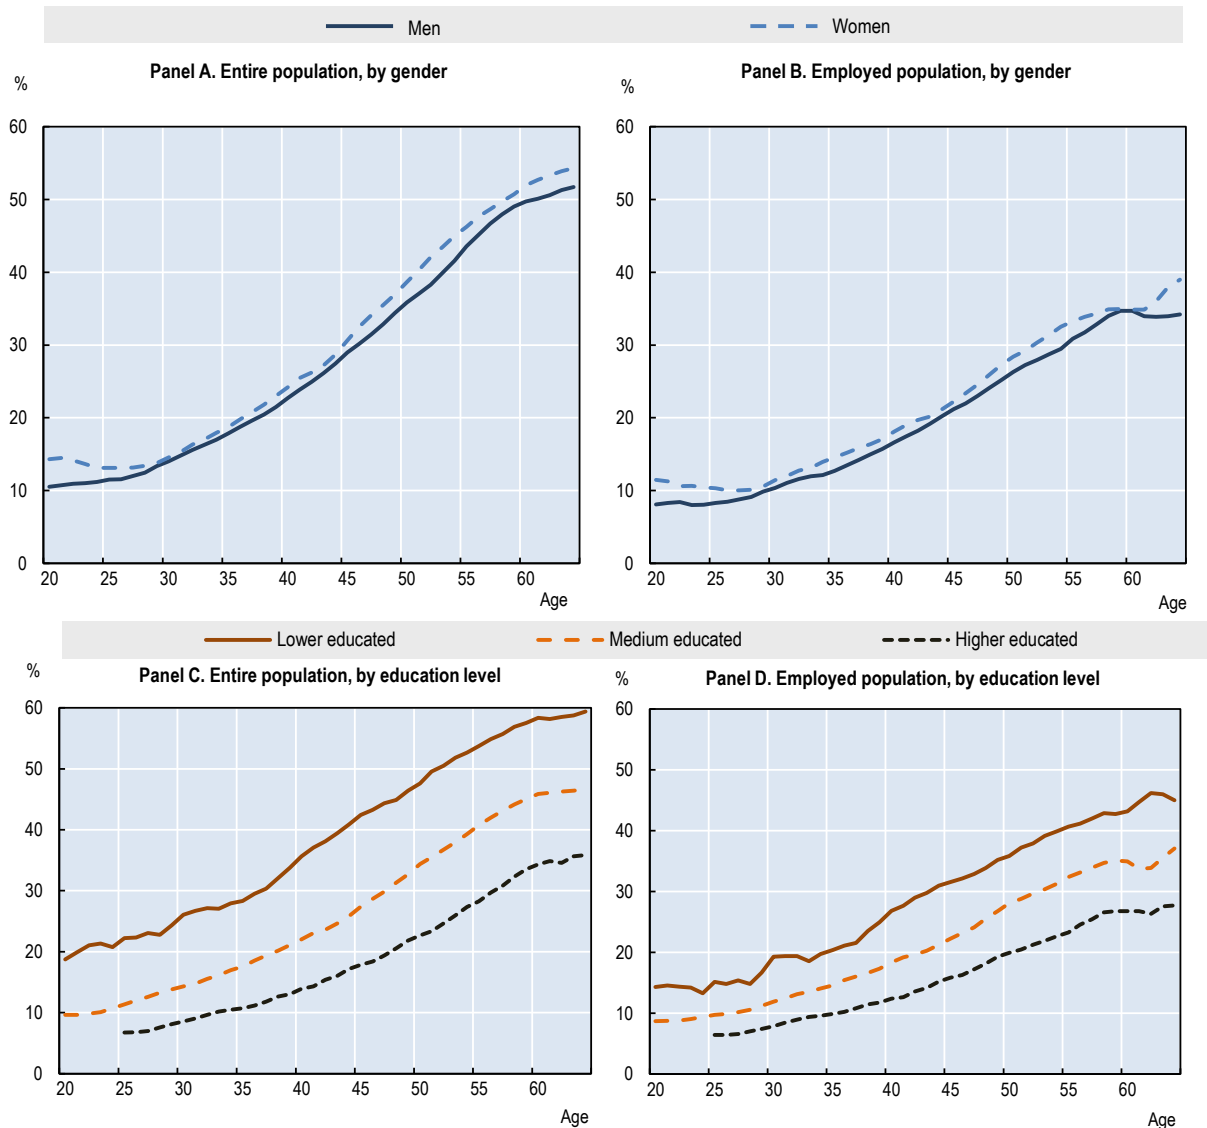 Men Women
Panel A. Entire population, by gender
%
60
50
40
30
20
10
0
20 25 30 35 40 45 50 55 60
Age
Panel B. Employed population, by gender
%
60
50
40
30
20
10
0
20 25 30 35 40 45 50 55 60
Age
Lower educated Medium educated Higher educated
Panel C. Entire population, by education level
%
60
50
40
30
20
10
0
20 25 30 35 40 45 50 55 60
Age
Panel D. Employed population, by education level
%
60
50
40
30
20
10
0
20 25 30 35 40 45 50 55 60
Age